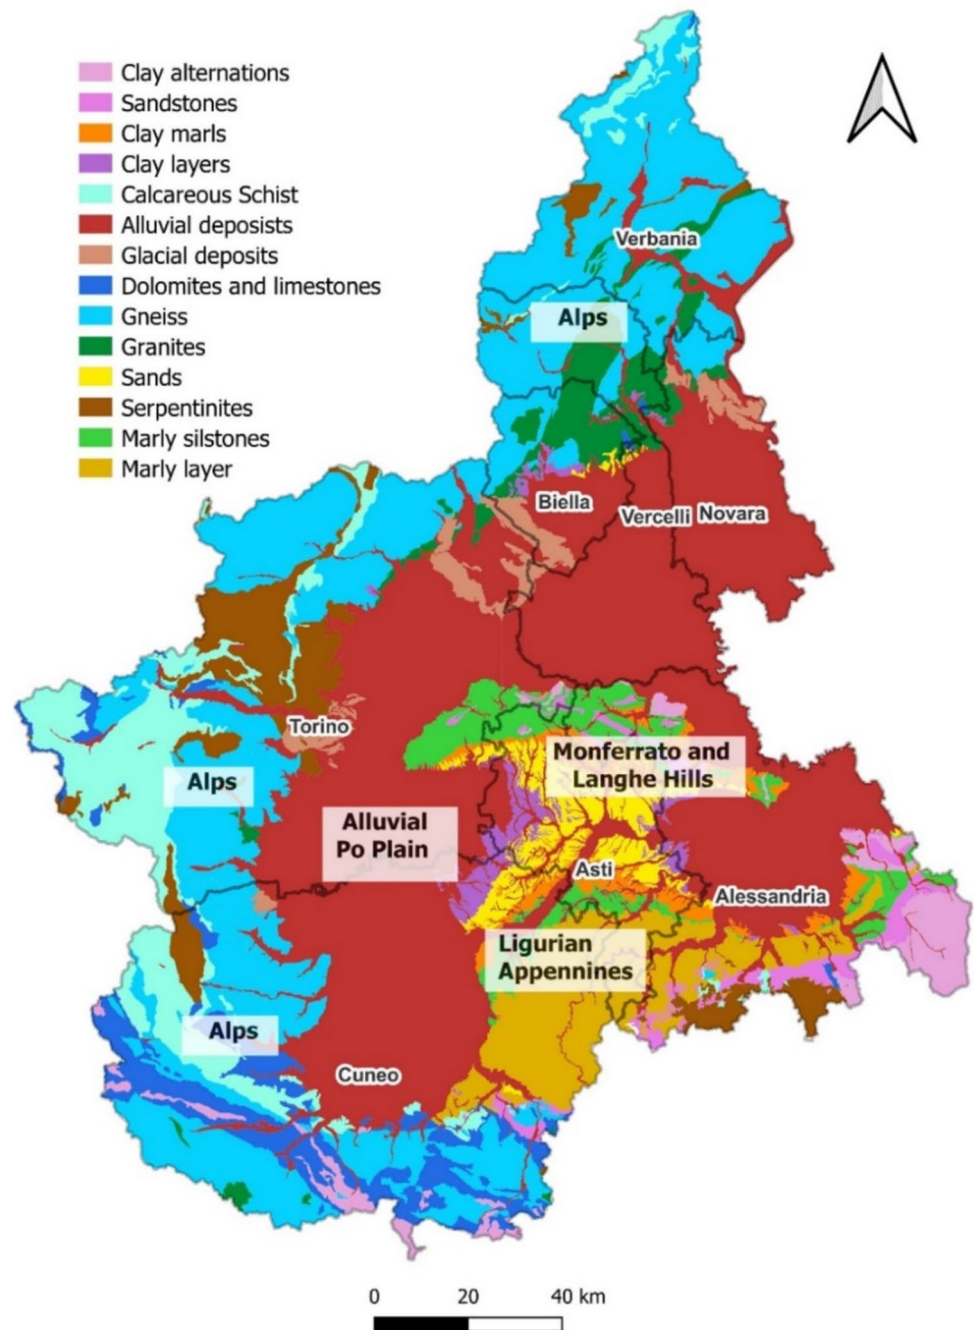 Clay alternations
Sandstones
Clay marls
Clay layers
Calcareous Schist
Alluvial deposists
Glacial deposits
Dolomites and limestones
Gneiss
Granites
Sands
Serpentinites
Marly silstones
Marly layer
Verbania
Alps
Biella
Vercelli Novara
Torino
Monferrato and
Langhe Hills
Alps
Alluvial
Po Plain
Asti
Alessandria
Ligurian
Appennines
Alps
Cuneo
0 20 40 km